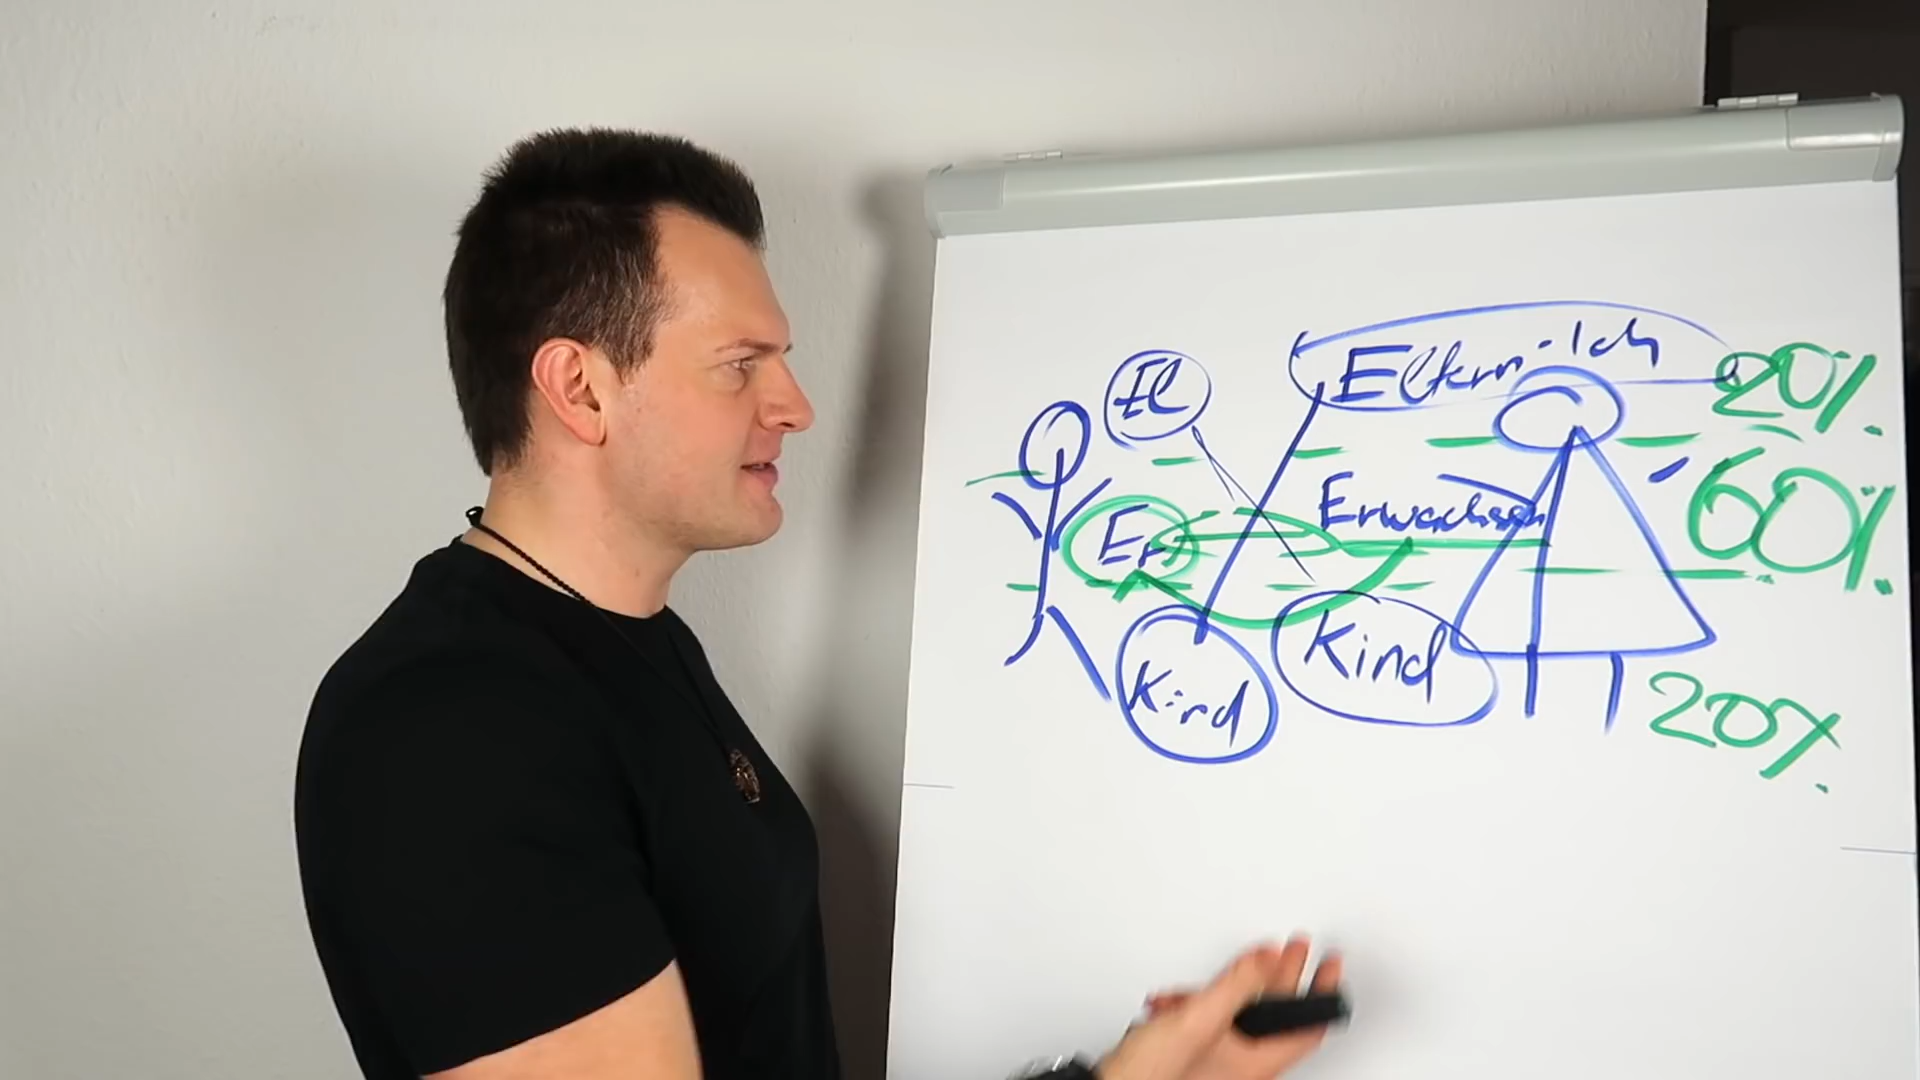 El Eltern-Ich 20%
Er Erwachsen 60%
Kind Kind 20%